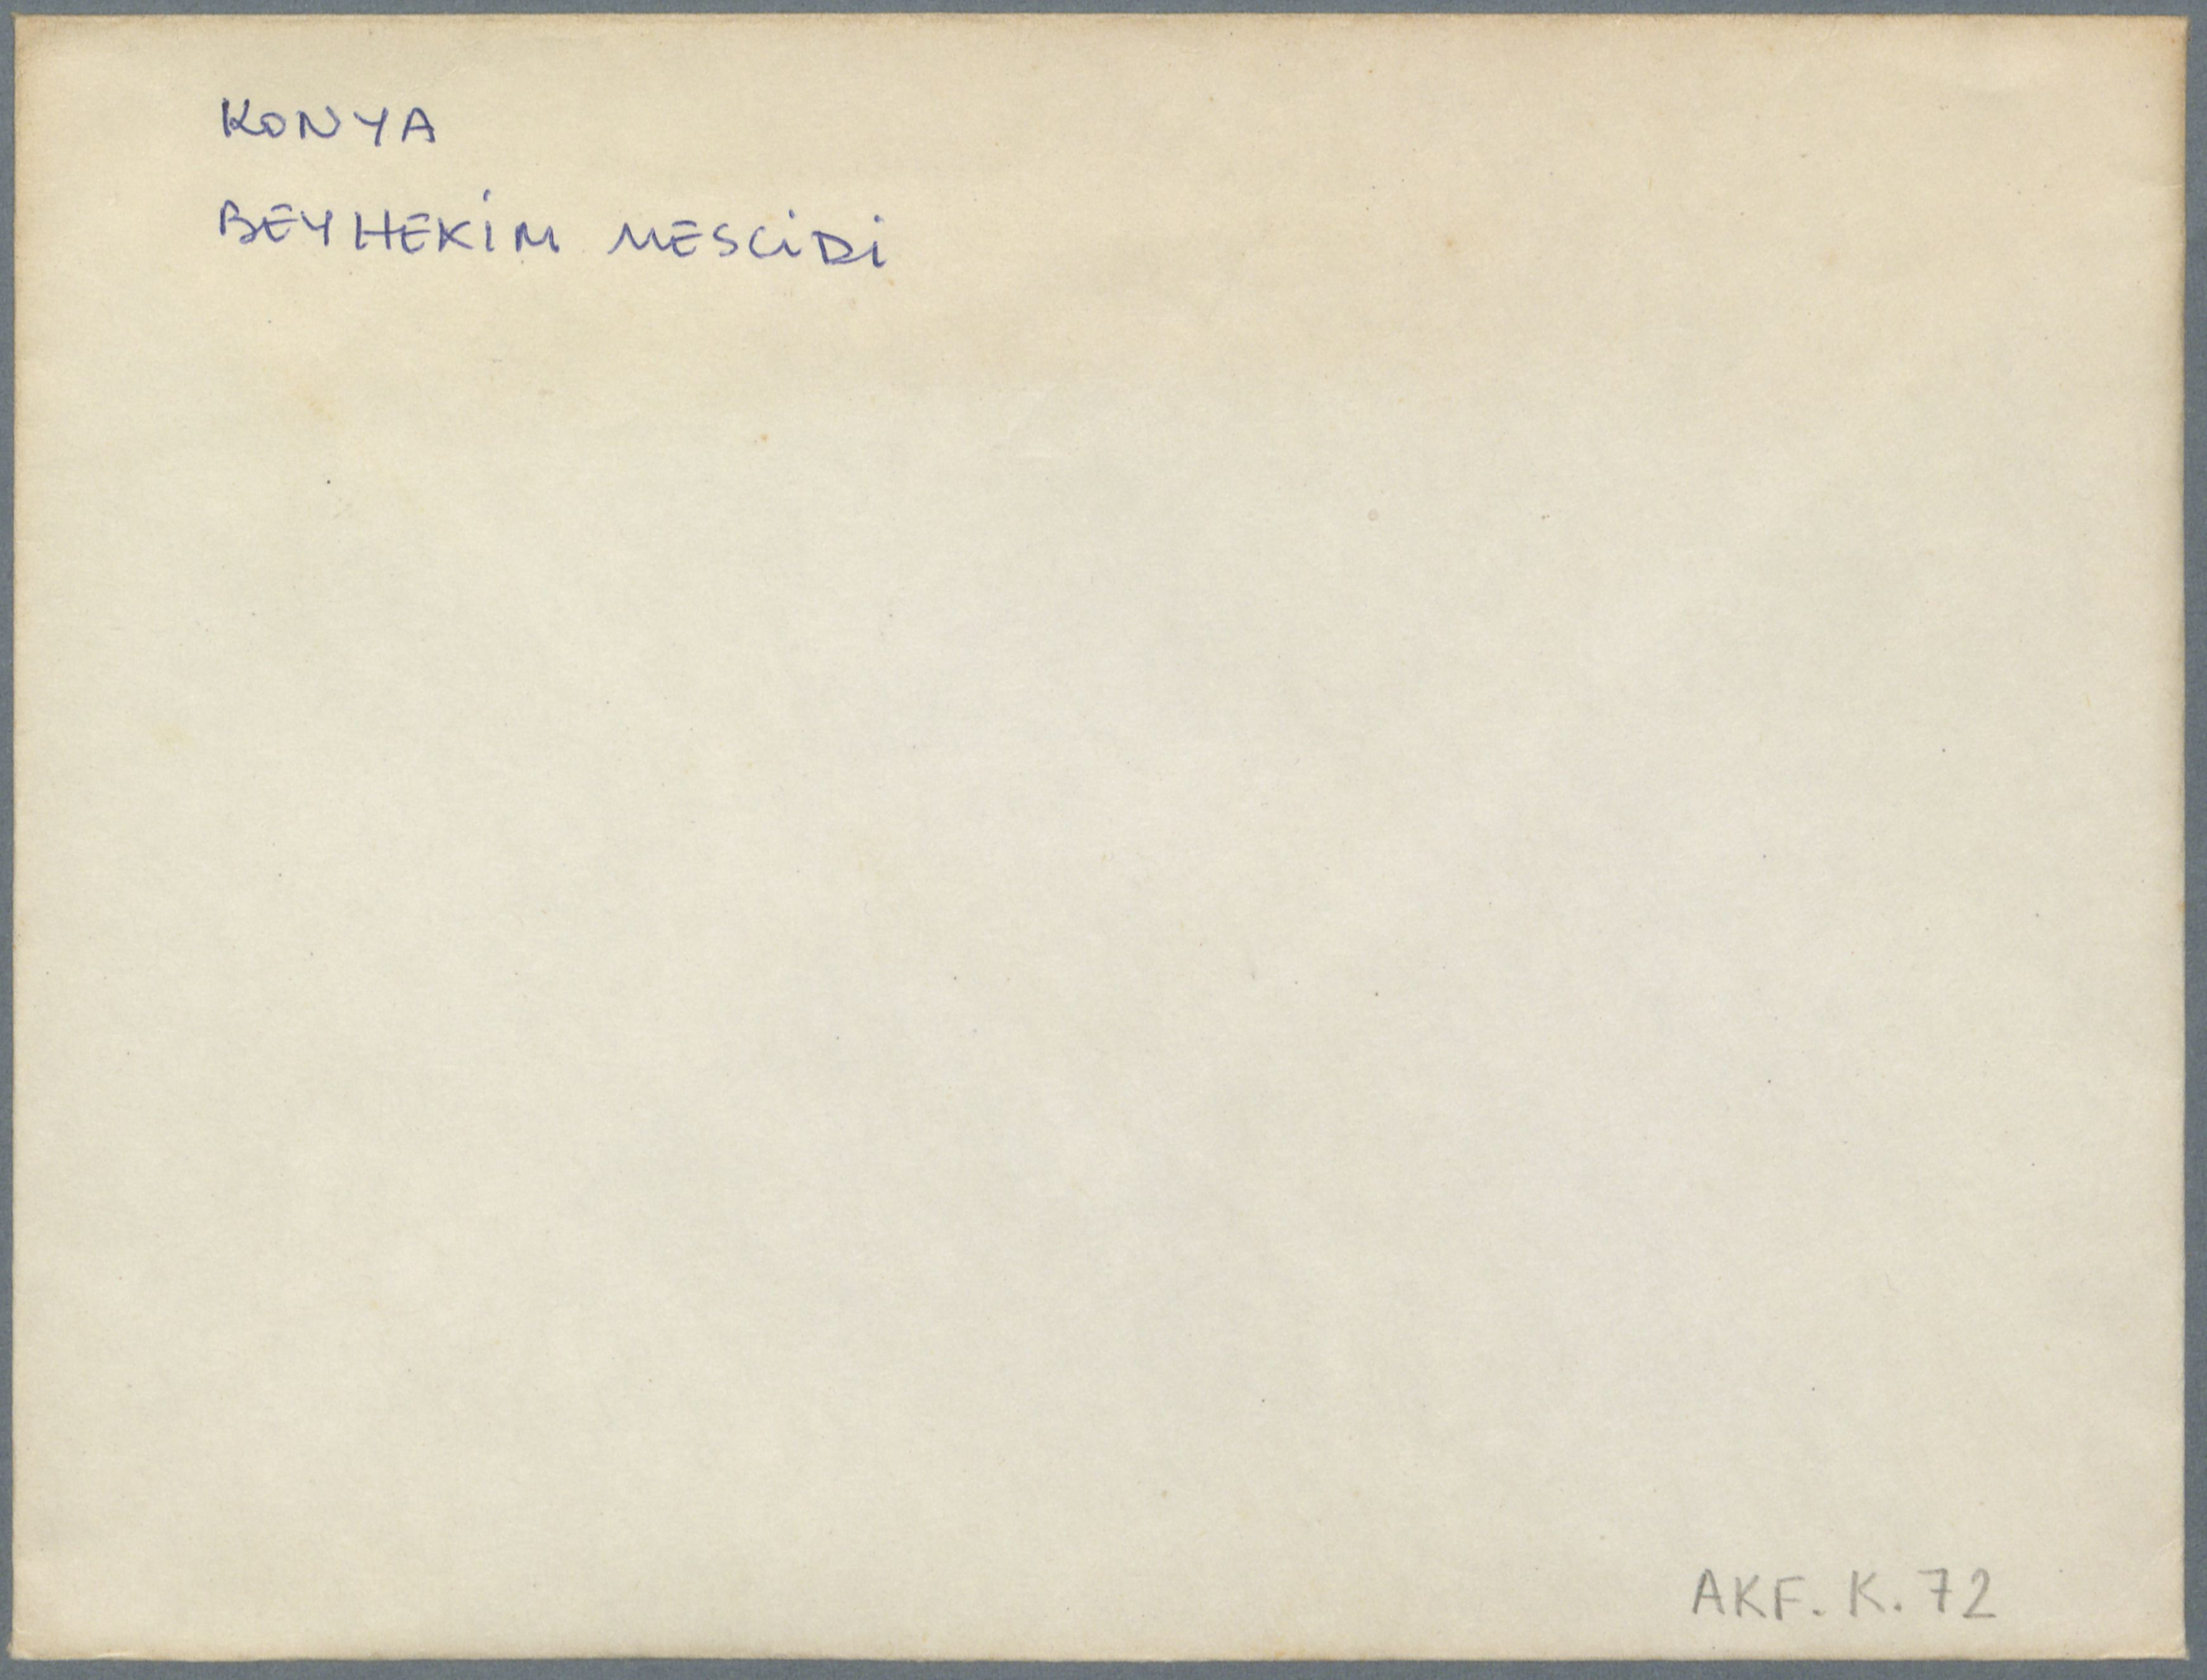 KONYA
BEYHEKİM MESCİDİ
AKF. K. 72